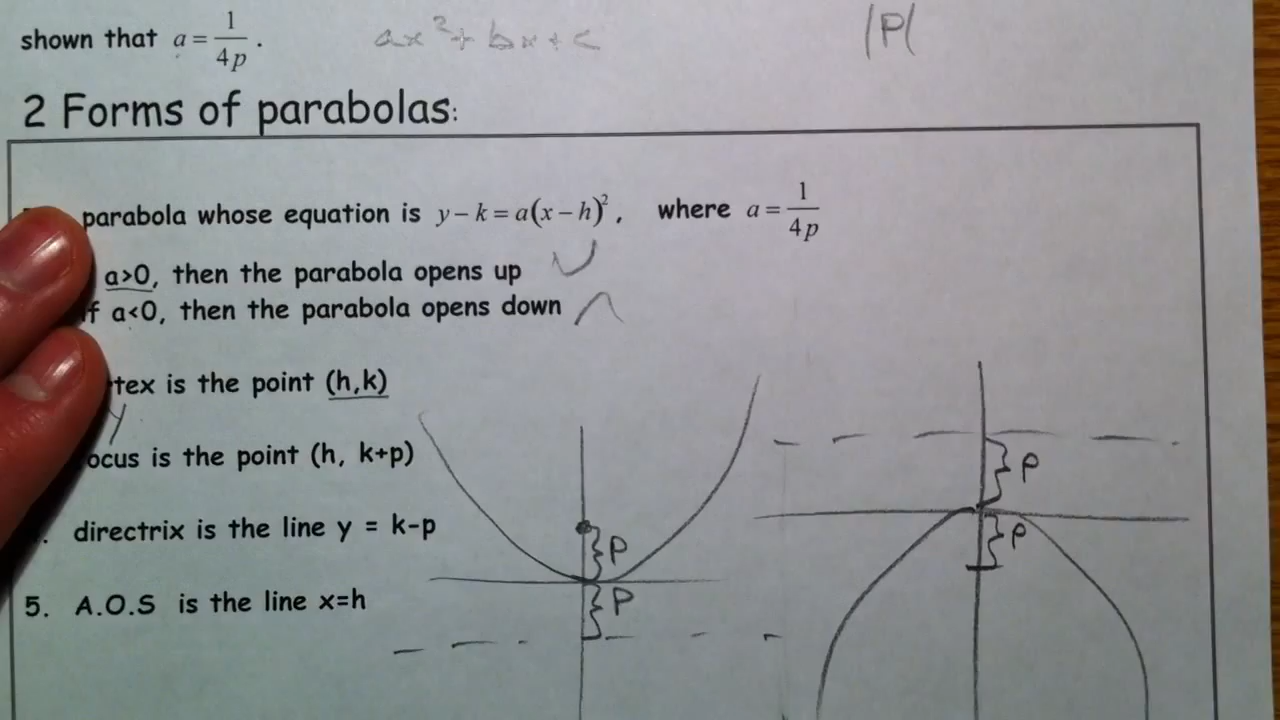 shown that a = 1/4p .
ax² + bx + c
|P|
2 Forms of parabolas:
parabola whose equation is y – k = a(x – h)², where a = 1/4p
a>0, then the parabola opens up
if a<0, then the parabola opens down
tex is the point (h,k)
ocus is the point (h, k+p)
directrix is the line y = k-p
5. A.O.S is the line x=h
P
P
P
P